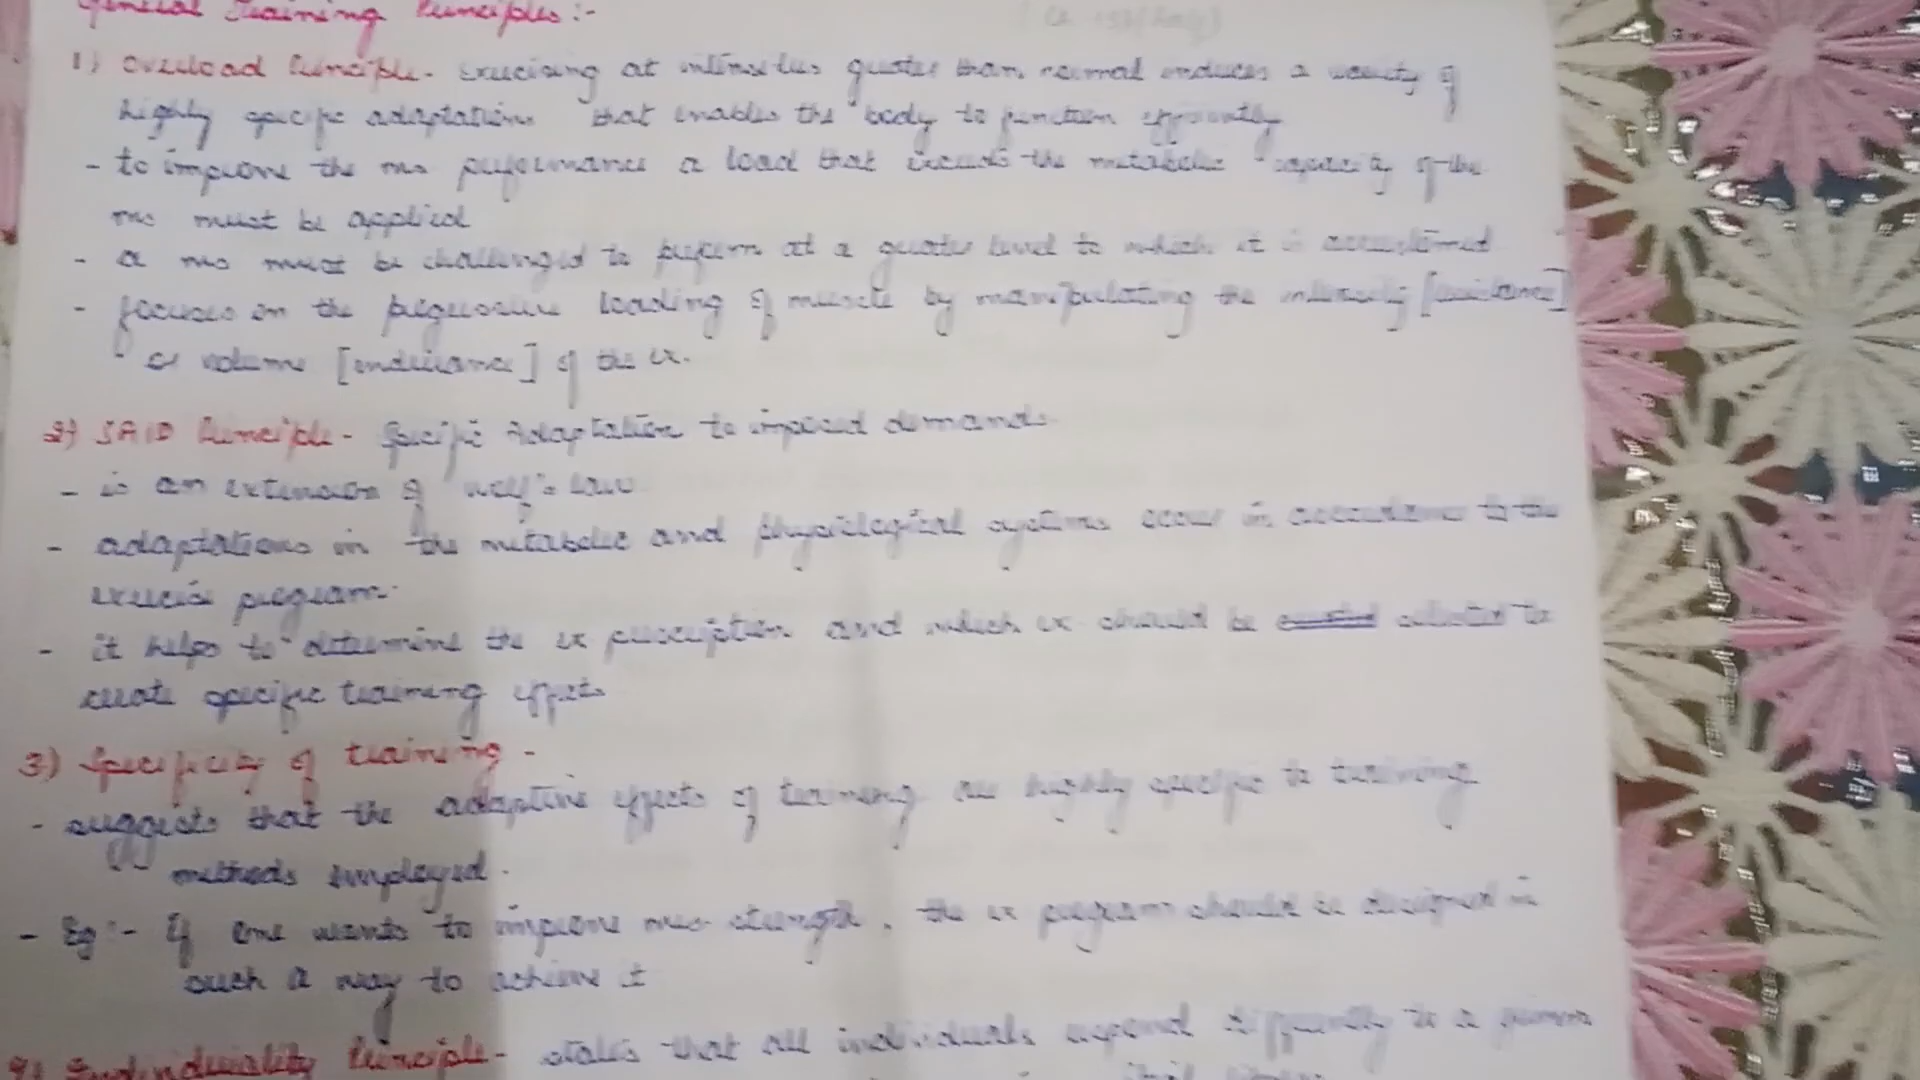 General Training Principles :-
1) Overload Principle - Exercising at intensities greater than normal induces a variety of
highly specific adaptations that enables the body to function efficiently
- to improve the ms performance a load that exceeds the metabolic capacity of the
ms must be applied
- a ms must be challenged to perform at a greater level to which it is accustomed
- focuses on the progressive loading of muscle by manipulating the intensity [resistance]
or volume [endurance] of the ex.
2) SAID Principle - Specific Adaptation to imposed demands
- is an extension of wolf's law
- adaptations in the metabolic and physiological systems occur in accordance to the
exercise program.
- it helps to determine the ex prescription and which ex should be selected to
create specific training effects
3) Specificity of training -
- suggests that the adaptive effects of training are highly specific to training
methods employed.
- Eg :- If one wants to improve mus strength, the ex program should be designed in
such a way to achieve it
4) Individuality Principle - states that all individuals respond differently to a given